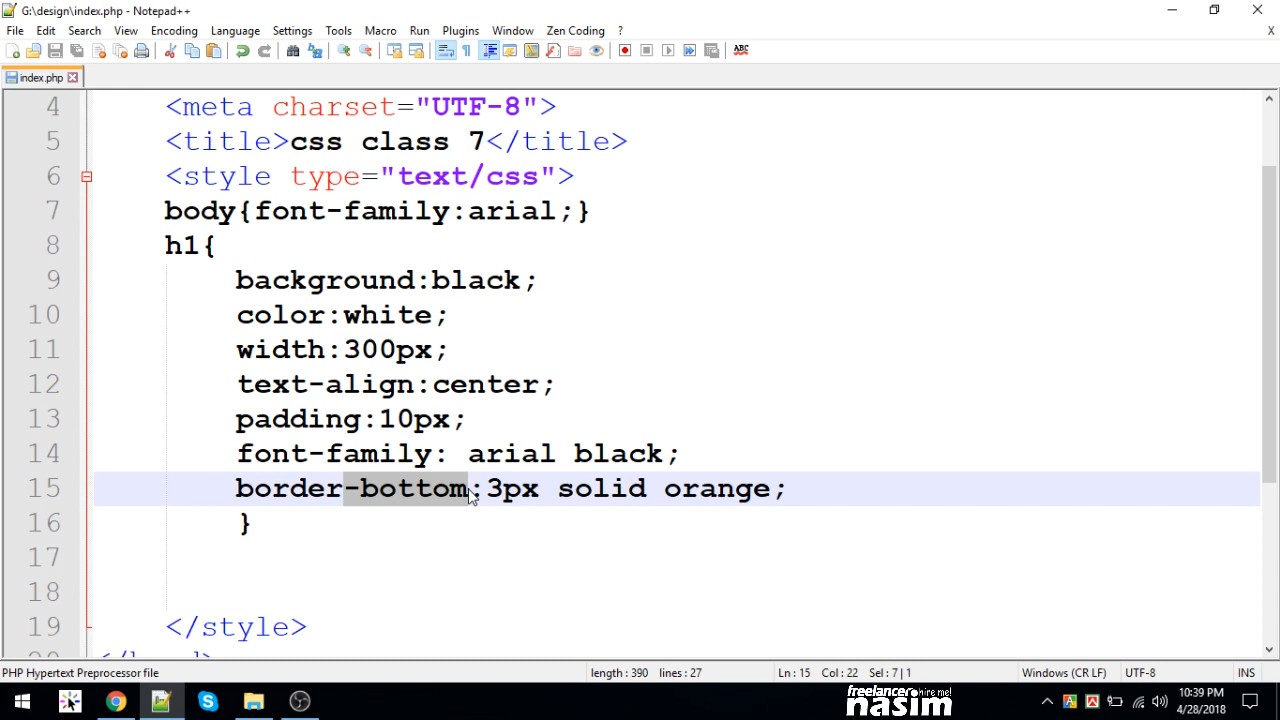 G:\design\index.php - Notepad++
File Edit Search View Encoding Language Settings Tools Macro Run Plugins Window Zen Coding ? X
ABC
index.php
4 <meta charset="UTF-8">
5 <title>css class 7</title>
6 <style type="text/css">
7 body{font-family:arial;}
8 h1{
9 background:black;
10 color:white;
11 width:300px;
12 text-align:center;
13 padding:10px;
14 font-family: arial black;
15 border-bottom:3px solid orange;
16 }
17
18
19 </style>
PHP Hypertext Preprocessor file length : 390 lines : 27 Ln : 15 Col : 22 Sel : 7 | 1 Windows (CR LF) UTF-8 INS
freelancer hire me!
nasim
10:39 PM
4/28/2018